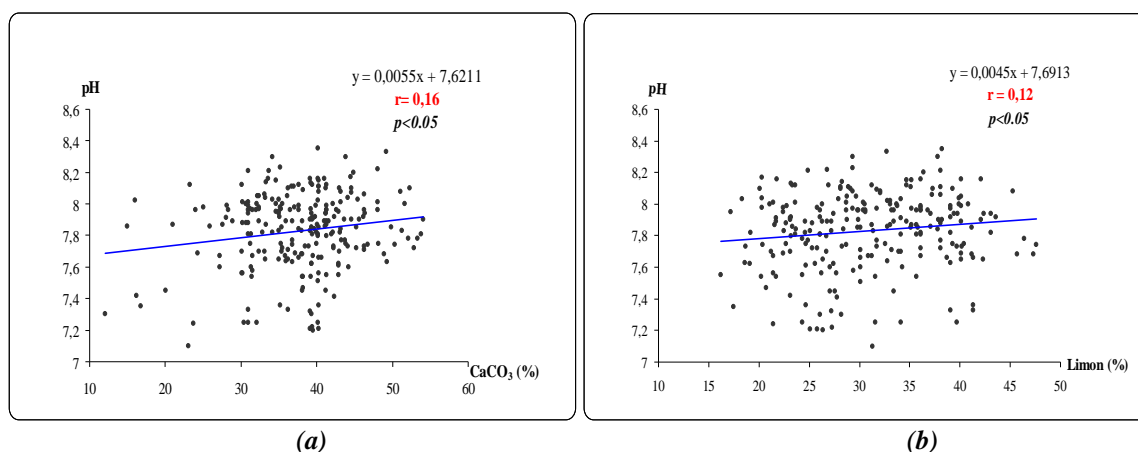 y = 0,0055x + 7,6211
r= 0,16
p<0.05
pH
8,6
8,4
8,2
8
7,8
7,6
7,4
7,2
7
10 20 30 40 50 60
CaCO₃ (%)
(a)
y = 0,0045x + 7,6913
r = 0,12
p<0.05
pH
8,6
8,4
8,2
8
7,8
7,6
7,4
7,2
7
10 15 20 25 30 35 40 45 50
Limon (%)
(b)